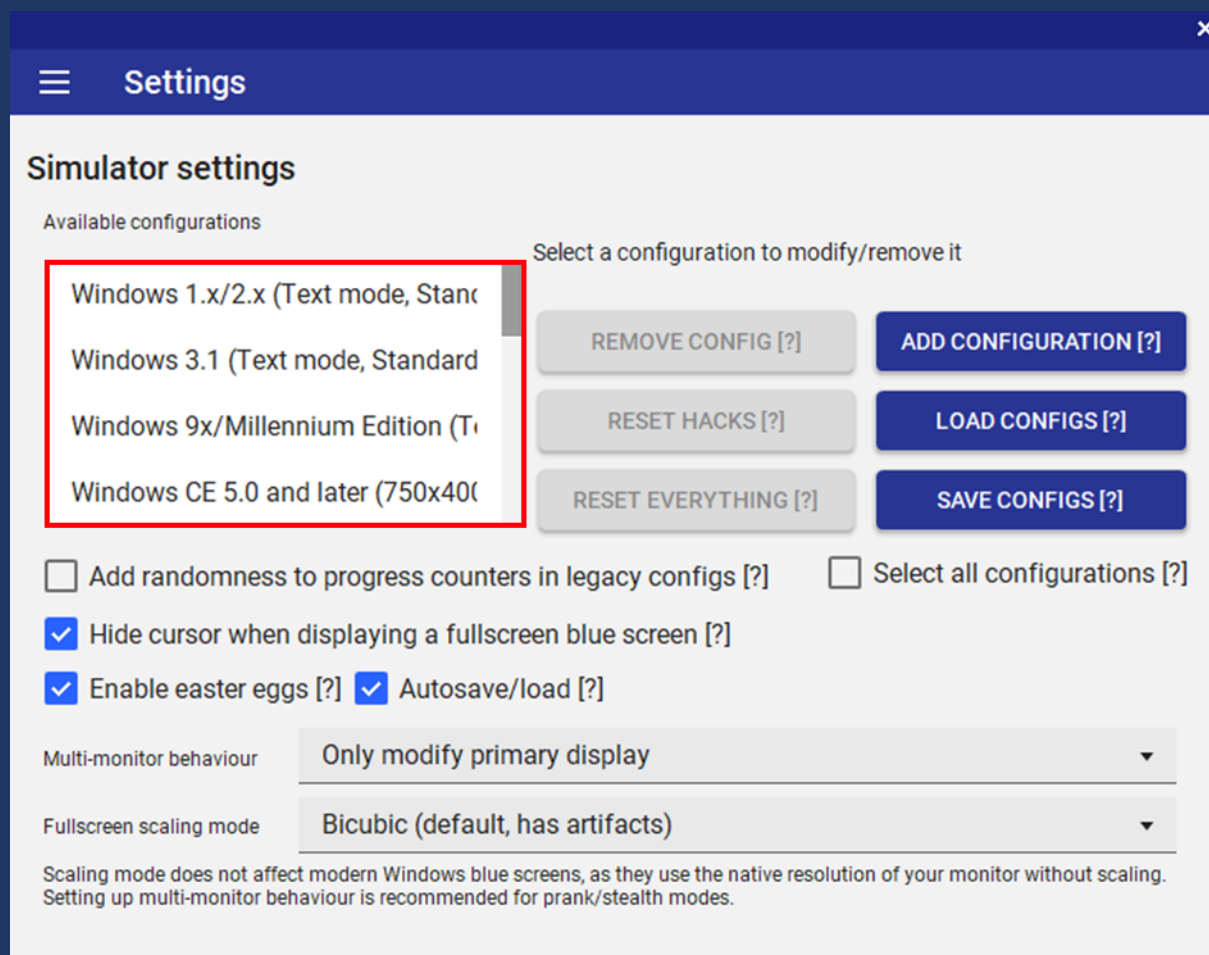 Settings
Simulator settings
Available configurations
Select a configuration to modify/remove it
Windows 1.x/2.x (Text mode, Stanc
Windows 3.1 (Text mode, Standard
Windows 9x/Millennium Edition (Te
Windows CE 5.0 and later (750x400
REMOVE CONFIG [?]
ADD CONFIGURATION [?]
RESET HACKS [?]
LOAD CONFIGS [?]
RESET EVERYTHING [?]
SAVE CONFIGS [?]
Add randomness to progress counters in legacy configs [?]
Select all configurations [?]
Hide cursor when displaying a fullscreen blue screen [?]
Enable easter eggs [?]
Autosave/load [?]
Multi-monitor behaviour
Only modify primary display
Fullscreen scaling mode
Bicubic (default, has artifacts)
Scaling mode does not affect modern Windows blue screens, as they use the native resolution of your monitor without scaling.
Setting up multi-monitor behaviour is recommended for prank/stealth modes.